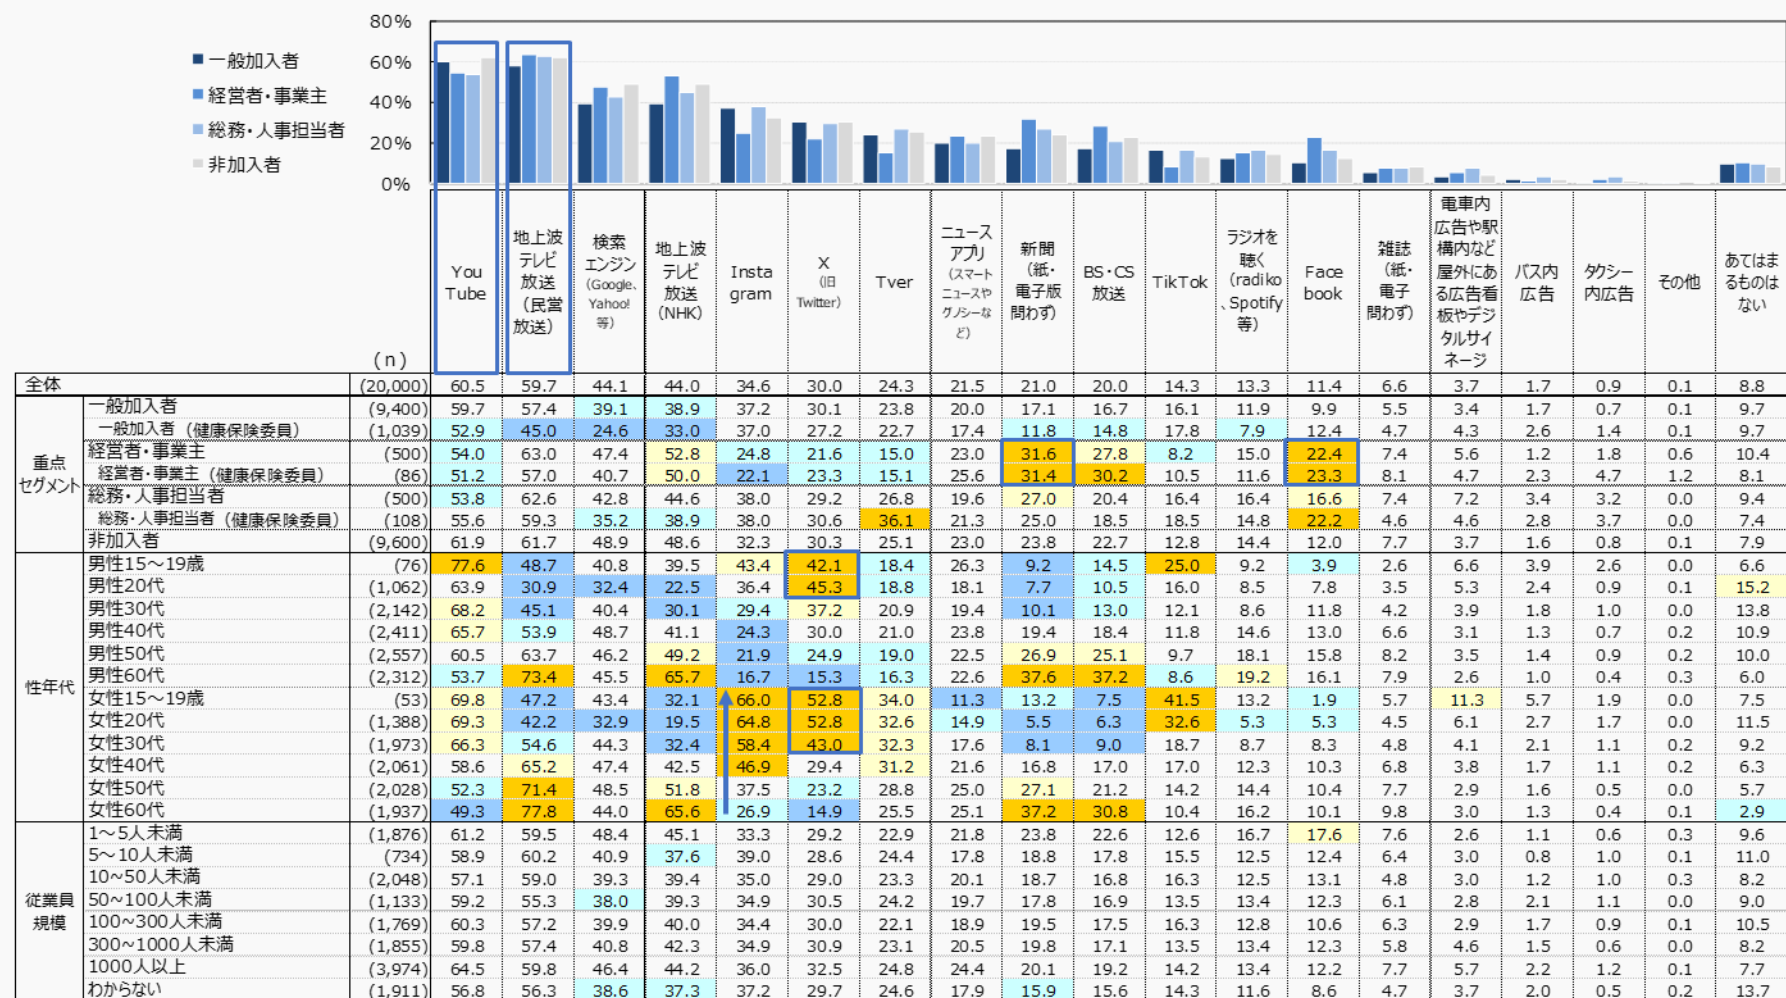 80%
60%
40%
20%
0%
■ 一般加入者
■ 経営者・事業主
■ 総務・人事担当者
■ 非加入者
(n)
You
Tube
地上波
テレビ
放送
(民営
放送)
検索
エンジン
(Google、
Yahoo!
等)
地上波
テレビ
放送
(NHK)
Insta
gram
X
(旧
Twitter)
Tver
ニュース
アプリ
(スマート
ニュースや
グノシーな
ど)
新聞
(紙・
電子版
問わず)
BS・CS
放送
TikTok
ラジオを
聴く
(radiko
、Spotify
等)
Face
book
雑誌
(紙・
電子
問わず)
電車内
広告や駅
構内など
屋外にあ
る広告看
板やデジ
タルサイ
ネージ
バス内
広告
タクシー
内広告
その他
あてはま
るものは
ない
全体 (20,000) 60.5 59.7 44.1 44.0 34.6 30.0 24.3 21.5 21.0 20.0 14.3 13.3 11.4 6.6 3.7 1.7 0.9 0.1 8.8
重点
セグメント
一般加入者 (9,400) 59.7 57.4 39.1 38.9 37.2 30.1 23.8 20.0 17.1 16.7 16.1 11.9 9.9 5.5 3.4 1.7 0.7 0.1 9.7
一般加入者(健康保険委員) (1,039) 52.9 45.0 24.6 33.0 37.0 27.2 22.7 17.4 11.8 14.8 17.8 7.9 12.4 4.7 4.3 2.6 1.4 0.1 9.7
経営者・事業主 (500) 54.0 63.0 47.4 52.8 24.8 21.6 15.0 23.0 31.6 27.8 8.2 15.0 22.4 7.4 5.6 1.2 1.8 0.6 10.4
経営者・事業主(健康保険委員) (86) 51.2 57.0 40.7 50.0 22.1 23.3 15.1 25.6 31.4 30.2 10.5 11.6 23.3 8.1 4.7 2.3 4.7 1.2 8.1
総務・人事担当者 (500) 53.8 62.6 42.8 44.6 38.0 29.2 26.8 19.6 27.0 20.4 16.4 16.4 16.6 7.4 7.2 3.4 3.2 0.0 9.4
総務・人事担当者(健康保険委員) (108) 55.6 59.3 35.2 38.9 38.0 30.6 36.1 21.3 25.0 18.5 18.5 14.8 22.2 4.6 4.6 2.8 3.7 0.0 7.4
非加入者 (9,600) 61.9 61.7 48.9 48.6 32.3 30.3 25.1 23.0 23.8 22.7 12.8 14.4 12.0 7.7 3.7 1.6 0.8 0.1 7.9
性年代
男性15～19歳 (76) 77.6 48.7 40.8 39.5 43.4 42.1 18.4 26.3 9.2 14.5 25.0 9.2 3.9 2.6 6.6 3.9 2.6 0.0 6.6
男性20代 (1,062) 63.9 30.9 32.4 22.5 36.4 45.3 18.8 18.1 7.7 10.5 16.0 8.5 7.8 3.5 5.3 2.4 0.9 0.1 15.2
男性30代 (2,142) 68.2 45.1 40.4 30.1 29.4 37.2 20.9 19.4 10.1 13.0 12.1 8.6 11.8 4.2 3.9 1.8 1.0 0.0 13.8
男性40代 (2,411) 65.7 53.9 48.7 41.1 24.3 30.0 21.0 23.8 19.4 18.4 11.8 14.6 13.0 6.6 3.1 1.3 0.7 0.2 10.9
男性50代 (2,557) 60.5 63.7 46.2 49.2 21.9 24.9 19.0 22.5 26.9 25.1 9.7 18.1 15.8 8.2 3.5 1.4 0.9 0.2 10.0
男性60代 (2,312) 53.7 73.4 45.5 65.7 16.7 15.3 16.3 22.6 37.6 37.2 8.6 19.2 16.1 7.9 2.6 1.0 0.4 0.3 6.0
女性15～19歳 (53) 69.8 47.2 43.4 32.1 66.0 52.8 34.0 11.3 13.2 7.5 41.5 13.2 1.9 5.7 11.3 5.7 1.9 0.0 7.5
女性20代 (1,388) 69.3 42.2 32.9 19.5 64.8 52.8 32.6 14.9 5.5 6.3 32.6 5.3 5.3 4.5 6.1 2.7 1.7 0.0 11.5
女性30代 (1,973) 66.3 54.6 44.3 32.4 58.4 43.0 32.3 17.6 8.1 9.0 18.7 8.7 8.3 4.8 4.1 2.1 1.1 0.2 9.2
女性40代 (2,061) 58.6 65.2 47.4 42.5 46.9 29.4 31.2 21.6 16.8 17.0 17.0 12.3 10.3 6.8 3.8 1.7 1.1 0.2 6.3
女性50代 (2,028) 52.3 71.4 48.5 51.8 37.5 23.2 28.8 25.0 27.1 21.2 14.2 14.4 10.4 7.7 2.9 1.6 0.5 0.0 5.7
女性60代 (1,937) 49.3 77.8 44.0 65.6 26.9 14.9 25.5 25.1 37.2 30.8 10.4 16.2 10.1 9.8 3.0 1.3 0.4 0.1 2.9
従業員
規模
1～5人未満 (1,876) 61.2 59.5 48.4 45.1 33.3 29.2 22.9 21.8 23.8 22.6 12.6 16.7 17.6 7.6 2.6 1.1 0.6 0.3 9.6
5～10人未満 (734) 58.9 60.2 40.9 37.6 39.0 28.6 24.4 17.8 18.8 17.8 15.5 12.5 12.4 6.4 3.0 0.8 1.0 0.1 11.0
10~50人未満 (2,048) 57.1 59.0 39.3 39.4 35.0 29.0 23.3 20.1 18.7 16.8 16.3 12.5 13.1 4.8 3.0 1.2 1.0 0.3 8.2
50~100人未満 (1,133) 59.2 55.3 38.0 39.3 34.9 30.5 24.2 19.7 17.8 16.9 13.5 13.4 12.3 6.1 2.8 2.1 1.1 0.0 9.0
100~300人未満 (1,769) 60.3 57.2 39.9 40.0 34.4 30.0 22.1 18.9 19.5 17.5 16.3 12.8 10.6 6.3 2.9 1.7 0.9 0.1 10.5
300~1000人未満 (1,855) 59.8 57.4 40.8 42.3 34.9 30.9 23.1 20.5 19.8 17.1 13.5 13.4 12.3 5.8 4.6 1.5 0.6 0.0 8.2
1000人以上 (3,974) 64.5 59.8 46.4 44.2 36.0 32.5 24.8 24.4 20.1 19.2 14.2 13.4 12.2 7.7 5.7 2.2 1.2 0.1 7.7
わからない (1,911) 56.8 56.3 38.6 37.3 37.2 29.7 24.6 17.9 15.9 15.6 14.3 11.6 8.6 4.7 3.7 2.0 0.5 0.2 13.7